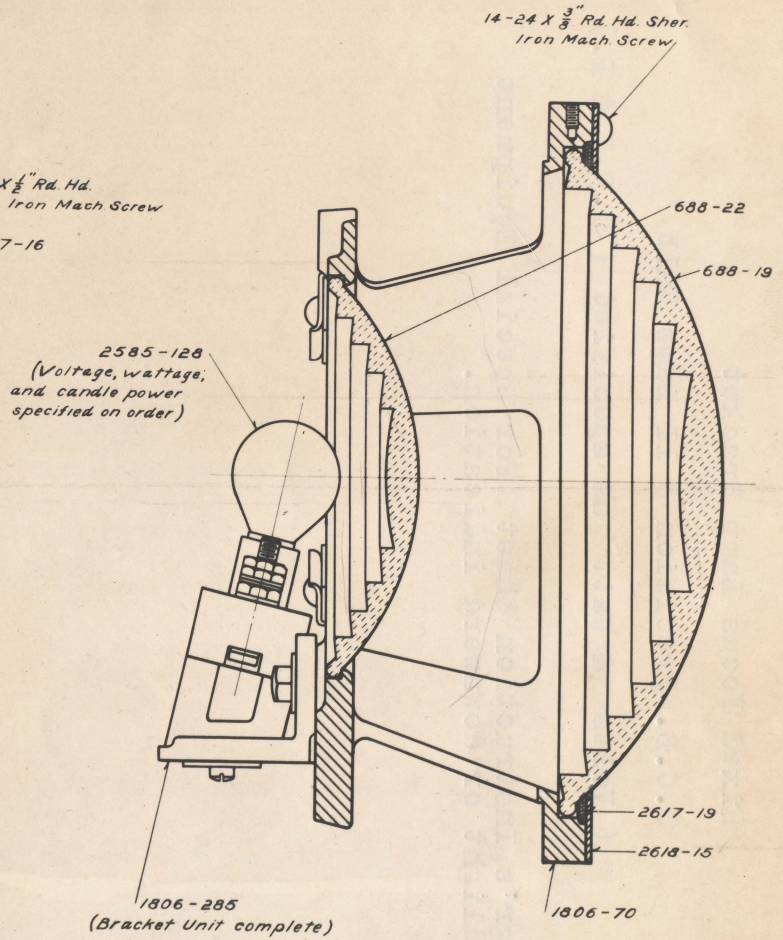 14-24 X 3/8" Rd. Hd. Sher.
Iron Mach. Screw
X 1/2" Rd. Hd.
Iron Mach. Screw
7-16
688-22
688-19
2585-128
(Voltage, wattage,
and candle power
specified on order)
2617-19
2618-15
1806-285
(Bracket Unit complete)
1806-70